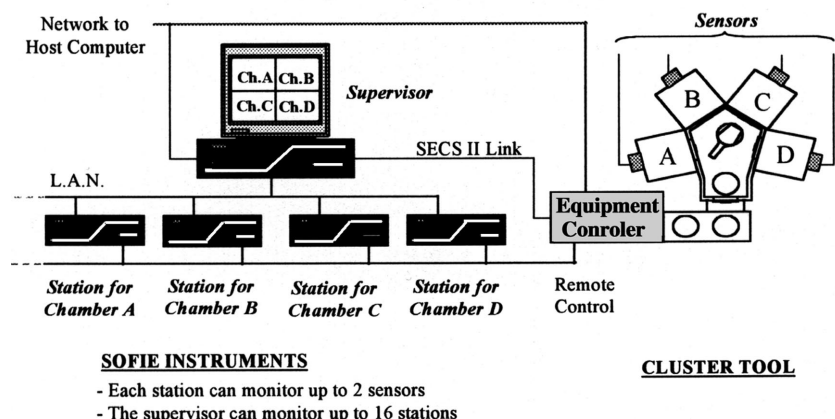 Network to
Host Computer
Sensors
Ch.A Ch.B
Ch.C Ch.D
Supervisor
B
C
A
D
SECS II Link
L.A.N.
Equipment
Conroler
Station for
Chamber A
Station for
Chamber B
Station for
Chamber C
Station for
Chamber D
Remote
Control
SOFIE INSTRUMENTS
CLUSTER TOOL
- Each station can monitor up to 2 sensors
- The supervisor can monitor up to 16 stations